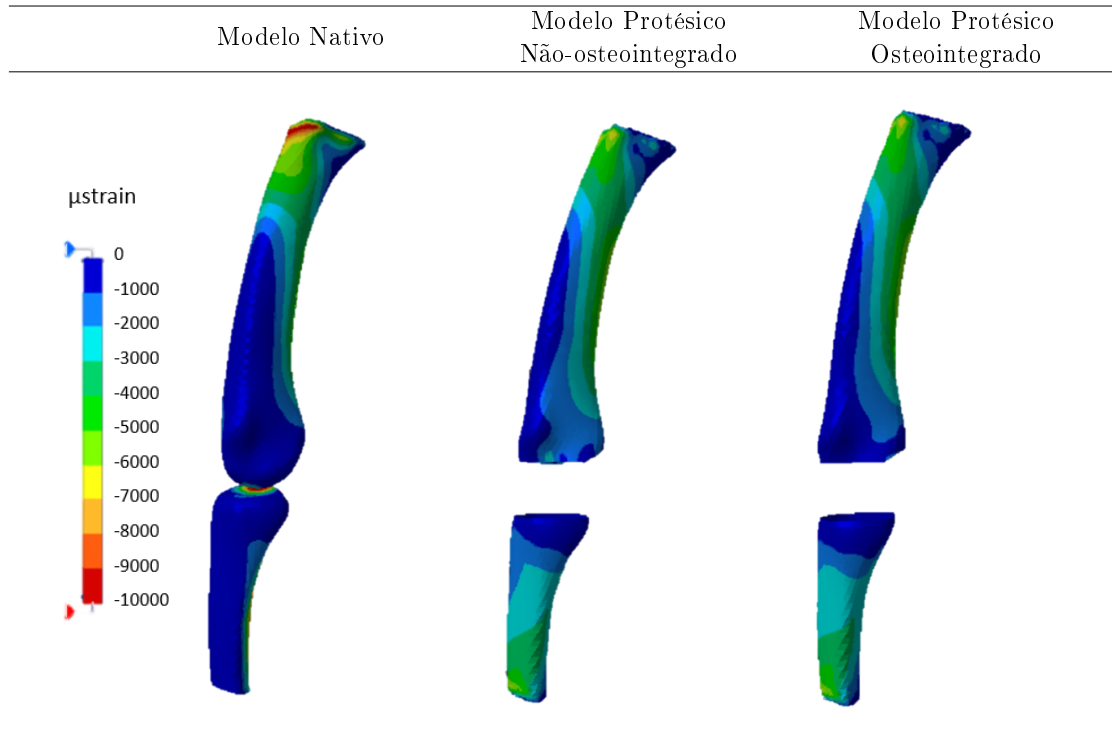 Modelo Nativo
Modelo Protésico
Não-osteointegrado
Modelo Protésico
Osteointegrado
µstrain
0
-1000
-2000
-3000
-4000
-5000
-6000
-7000
-8000
-9000
-10000